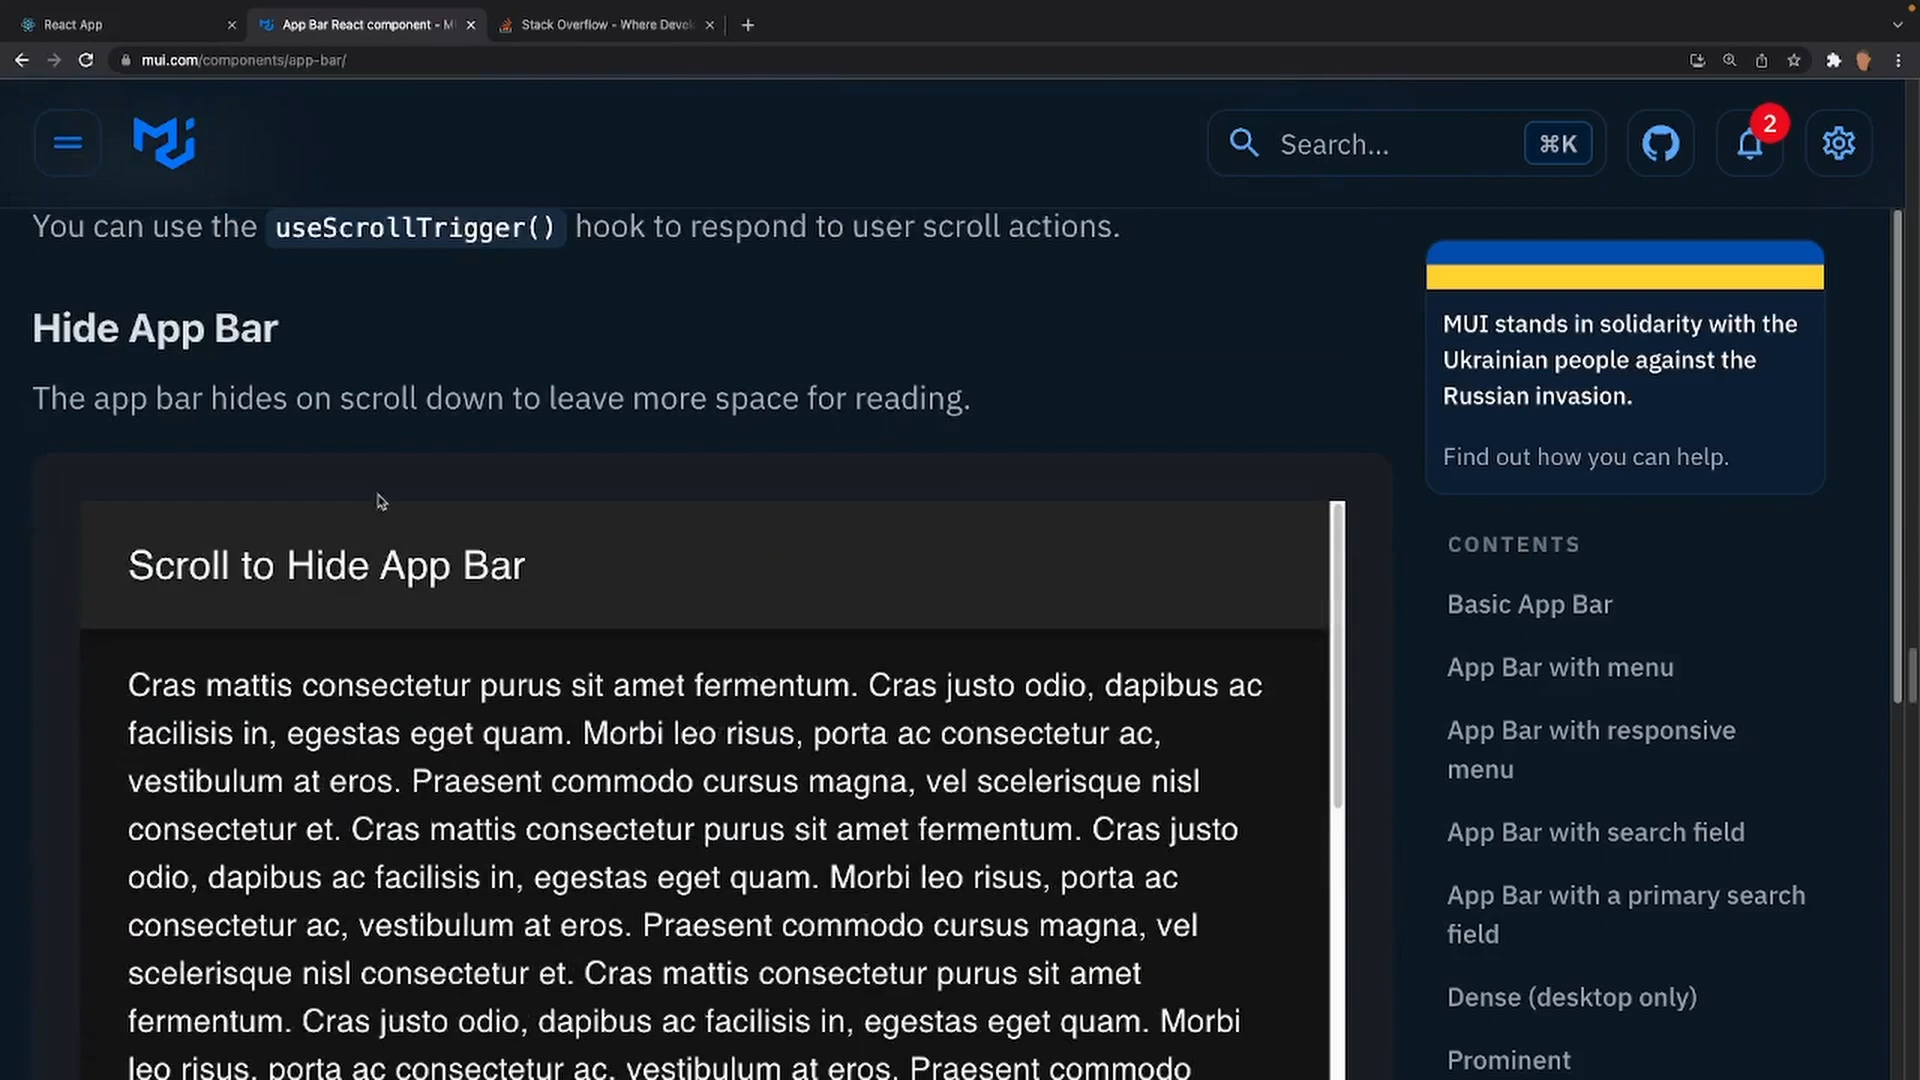 React App
App Bar React component - M
Stack Overflow - Where Devel
mui.com/components/app-bar/
Search...
⌘K
2
You can use the useScrollTrigger() hook to respond to user scroll actions.
Hide App Bar
The app bar hides on scroll down to leave more space for reading.
Scroll to Hide App Bar
Cras mattis consectetur purus sit amet fermentum. Cras justo odio, dapibus ac
facilisis in, egestas eget quam. Morbi leo risus, porta ac consectetur ac,
vestibulum at eros. Praesent commodo cursus magna, vel scelerisque nisl
consectetur et. Cras mattis consectetur purus sit amet fermentum. Cras justo
odio, dapibus ac facilisis in, egestas eget quam. Morbi leo risus, porta ac
consectetur ac, vestibulum at eros. Praesent commodo cursus magna, vel
scelerisque nisl consectetur et. Cras mattis consectetur purus sit amet
fermentum. Cras justo odio, dapibus ac facilisis in, egestas eget quam. Morbi
leo risus, porta ac consectetur ac, vestibulum at eros. Praesent commodo
MUI stands in solidarity with the
Ukrainian people against the
Russian invasion.
Find out how you can help.
CONTENTS
Basic App Bar
App Bar with menu
App Bar with responsive
menu
App Bar with search field
App Bar with a primary search
field
Dense (desktop only)
Prominent